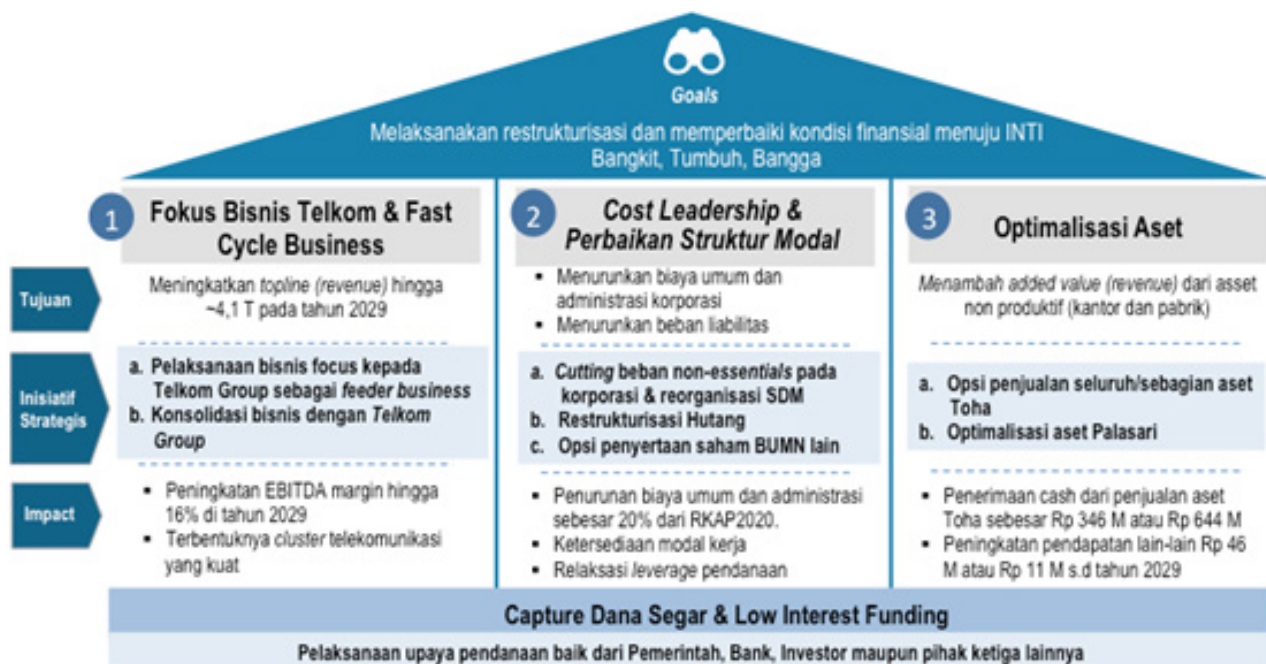 Goals
Melaksanakan restrukturisasi dan memperbaiki kondisi finansial menuju INTI
Bangkit, Tumbuh, Bangga
1
Fokus Bisnis Telkom & Fast
Cycle Business
2
Cost Leadership &
Perbaikan Struktur Modal
3
Optimalisasi Aset
Tujuan
Meningkatkan topline (revenue) hingga
~4,1 T pada tahun 2029
▪ Menurunkan biaya umum dan
administrasi korporasi
▪ Menurunkan beban liabilitas
Menambah added value (revenue) dari asset
non produktif (kantor dan pabrik)
Inisiatif
Strategis
a. Pelaksanaan bisnis focus kepada
Telkom Group sebagai feeder business
b. Konsolidasi bisnis dengan Telkom
Group
a. Cutting beban non-essentials pada
korporasi & reorganisasi SDM
b. Restrukturisasi Hutang
c. Opsi penyertaan saham BUMN lain
a. Opsi penjualan seluruh/sebagian aset
Toha
b. Optimalisasi aset Palasari
Impact
▪ Peningkatan EBITDA margin hingga
16% di tahun 2029
▪ Terbentuknya cluster telekomunikasi
yang kuat
▪ Penurunan biaya umum dan administrasi
sebesar 20% dari RKAP2020.
▪ Ketersediaan modal kerja
▪ Relaksasi leverage pendanaan
▪ Penerimaan cash dari penjualan aset
Toha sebesar Rp 346 M atau Rp 644 M
▪ Peningkatan pendapatan lain-lain Rp 46
M atau Rp 11 M s.d tahun 2029
Capture Dana Segar & Low Interest Funding
Pelaksanaan upaya pendanaan baik dari Pemerintah, Bank, Investor maupun pihak ketiga lainnya